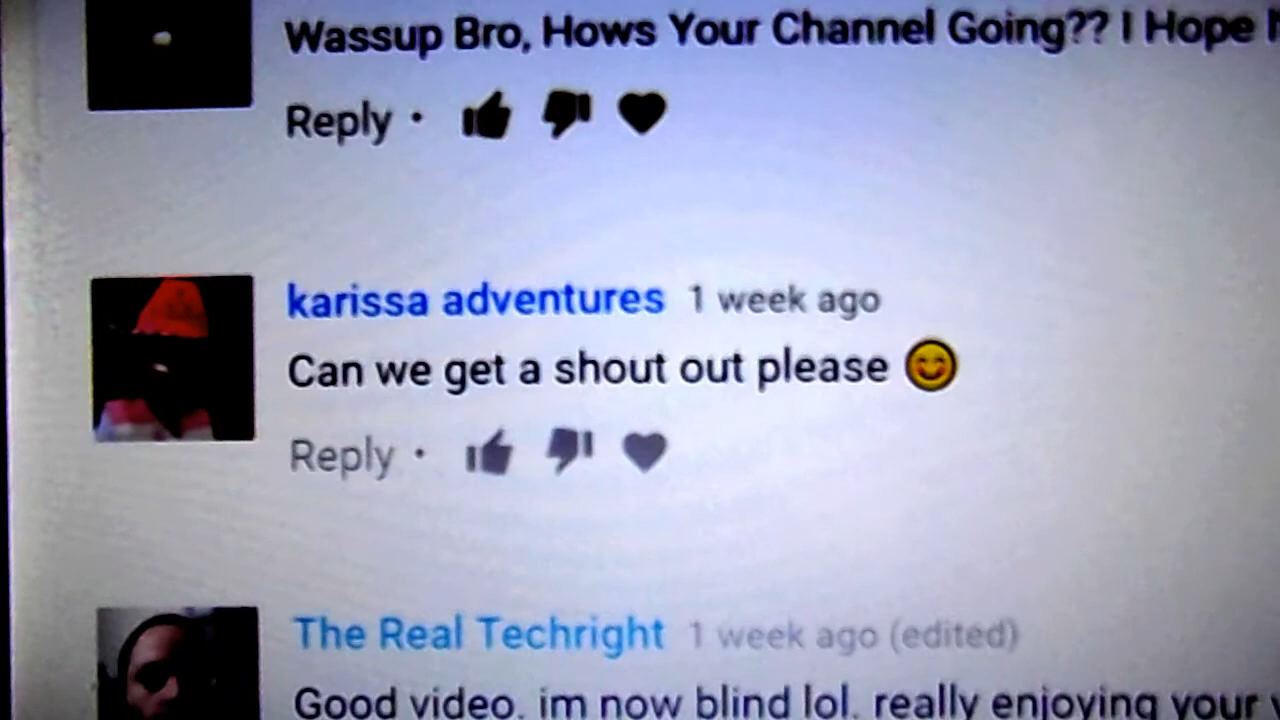 Wassup Bro, Hows Your Channel Going?? I Hope
Reply •
karissa adventures 1 week ago
Can we get a shout out please 😊
Reply •
The Real Techright 1 week ago (edited)
Good video. im now blind lol. really enjoying your